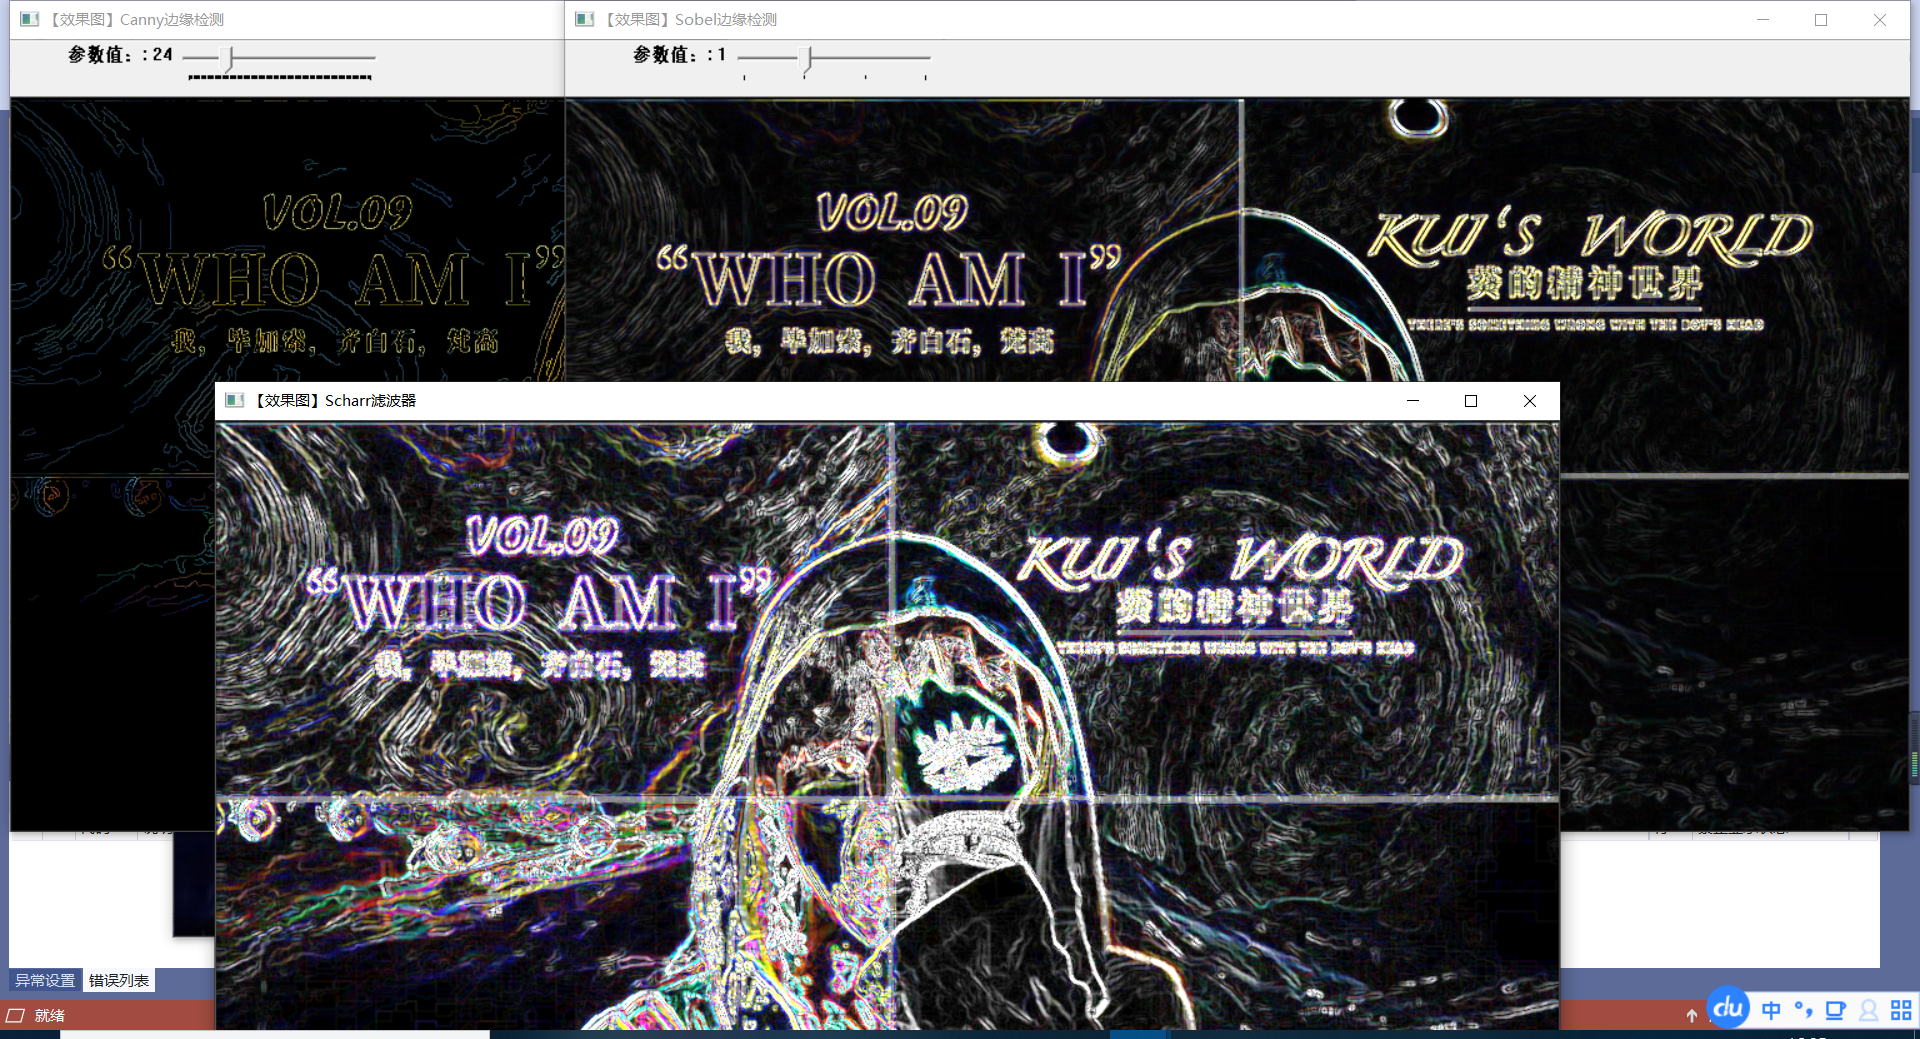 【效果图】Canny边缘检测
参数值：: 24
VOL.09
“WHO AM I”
我，毕加索，齐白石，梵高
【效果图】Sobel边缘检测
参数值：: 1
VOL.09
“WHO AM I”
我，毕加索，齐白石，梵高
KUI‘S WORLD
葵的精神世界
THERE'S SOMETHING WRONG WITH THE BOY'S HEAD
【效果图】Scharr滤波器
VOL.09
“WHO AM I”
我，毕加索，齐白石，梵高
KUI‘S WORLD
葵的精神世界
THERE'S SOMETHING WRONG WITH THE BOY'S HEAD
异常设置 错误列表
就绪
du 中